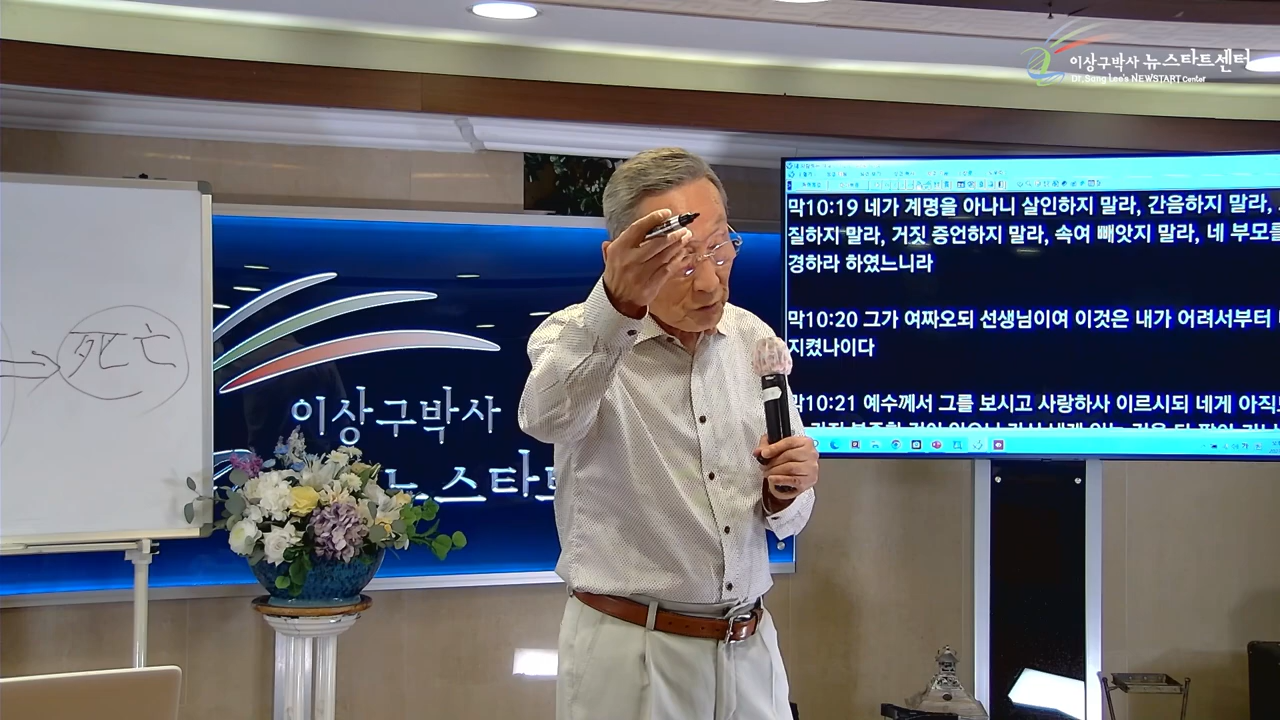 이상구박사 뉴스타트센터
Dr. Sang Lee's NEWSTART Center
死亡
이상구박사
뉴스타트
막10:19 네가 계명을 아나니 살인하지 말라, 간음하지 말라,
질하지 말라, 거짓 증언하지 말라, 속여 빼앗지 말라, 네 부모를
경하라 하였느니라
막10:20 그가 여짜오되 선생님이여 이것은 내가 어려서부터
지켰나이다
막10:21 예수께서 그를 보시고 사랑하사 이르시되 네게 아직